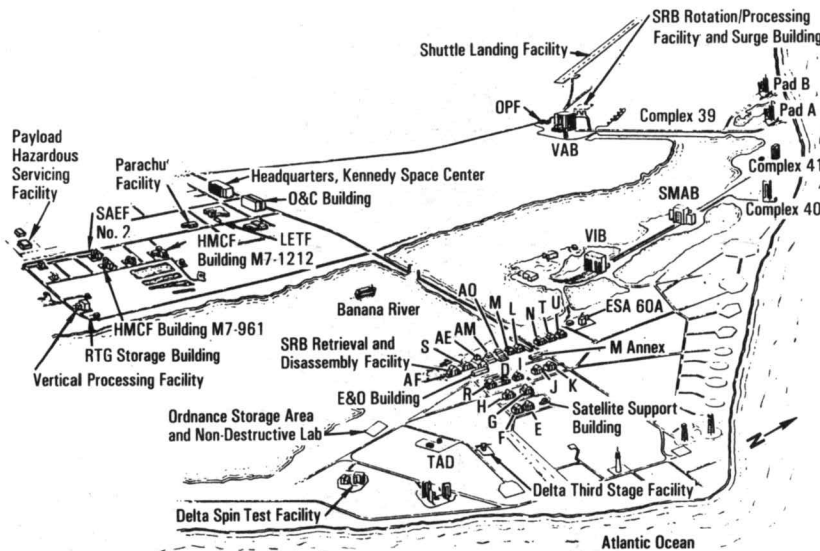 SRB Rotation/Processing
Facility and Surge Building
Shuttle Landing Facility
Pad B
OPF
Complex 39
Pad A
Payload
Hazardous
Servicing
Facility
VAB
Parachu'
Facility
Headquarters, Kennedy Space Center
Complex 41
O&C Building
SMAB
SAEF
No. 2
Complex 40
HMCF
Building M7-1212
LETF
VIB
AO
M
L
N
T
U
ESA 60A
Banana River
HMCF Building M7-961
AM
AE
S
SRB Retrieval and
Disassembly Facility
M Annex
RTG Storage Building
Vertical Processing Facility
AF
D
I
J
K
E&O Building
R
H
G
Satellite Support
Building
Ordnance Storage Area
and Non-Destructive Lab
F
E
N
TAD
Delta Third Stage Facility
Delta Spin Test Facility
Atlantic Ocean